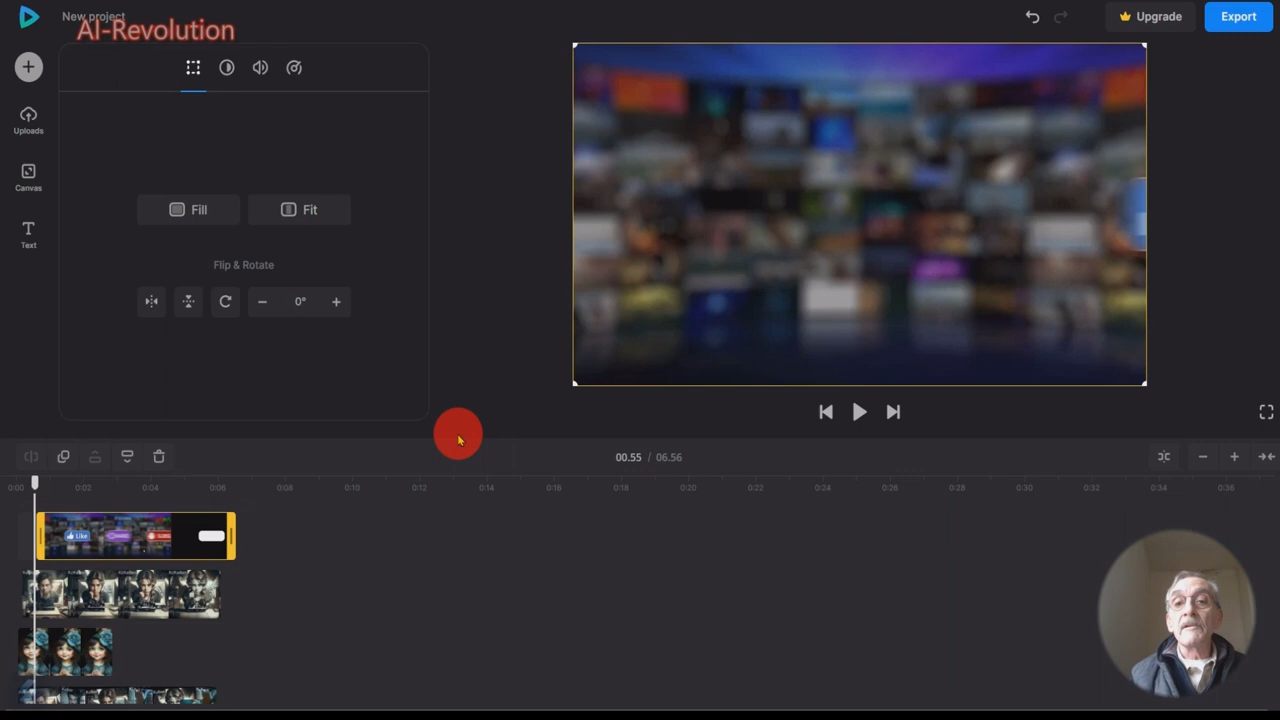 New project
AI-Revolution
Upgrade
Export
Uploads
Canvas
Text
Fill
Fit
Flip & Rotate
0°
00.55 / 06.56
0:00 0:02 0:04 0:06 0:08 0:10 0:12 0:14 0:16 0:18 0:20 0:22 0:24 0:26 0:28 0:30 0:32 0:34 0:36
Like